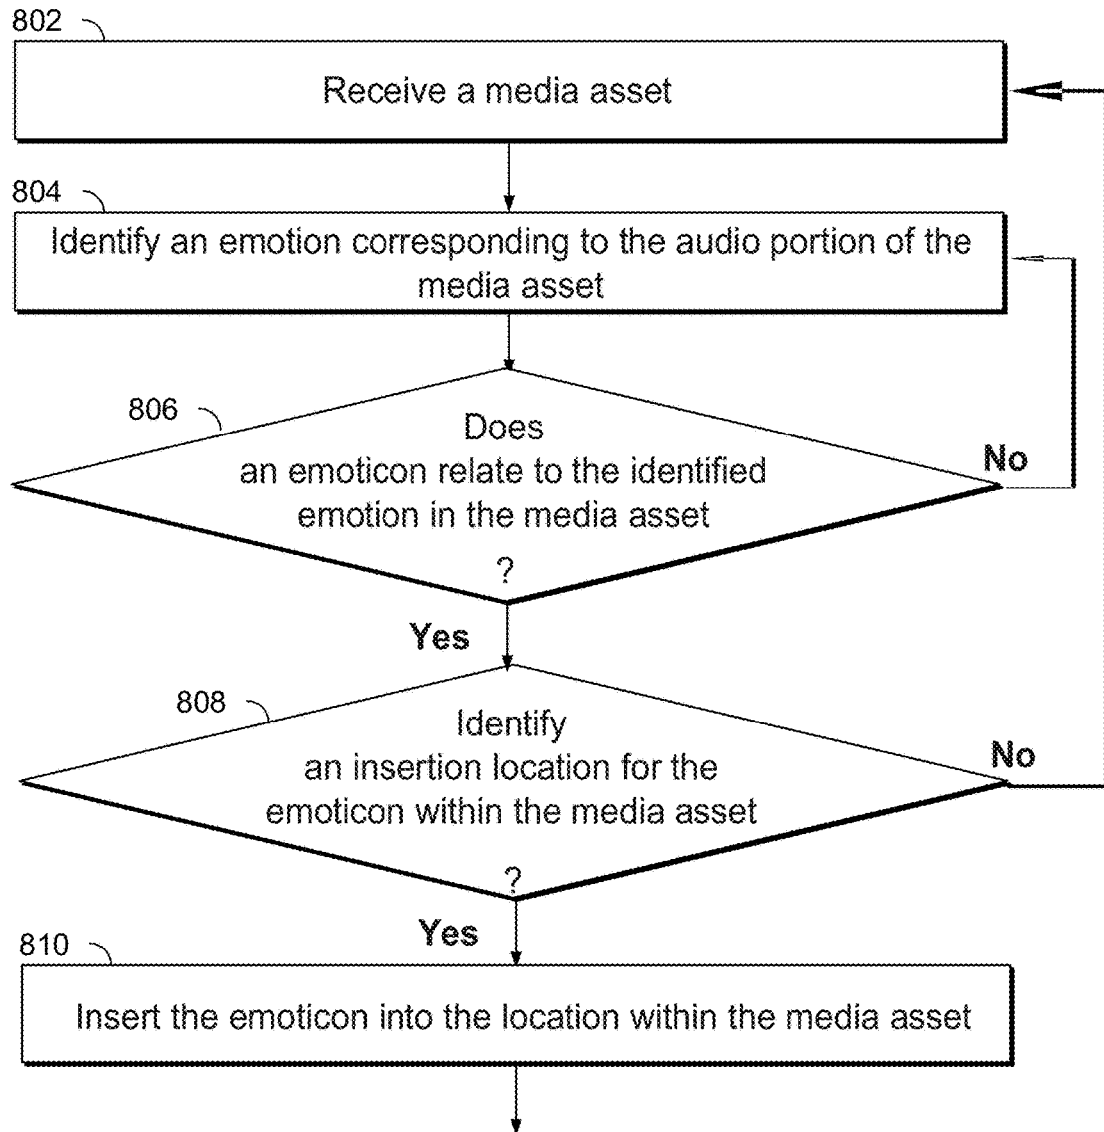 802
Receive a media asset
804
Identify an emotion corresponding to the audio portion of the
media asset
806
Does
an emoticon relate to the identified
emotion in the media asset
?
No
Yes
808
Identify
an insertion location for the
emoticon within the media asset
?
No
Yes
810
Insert the emoticon into the location within the media asset